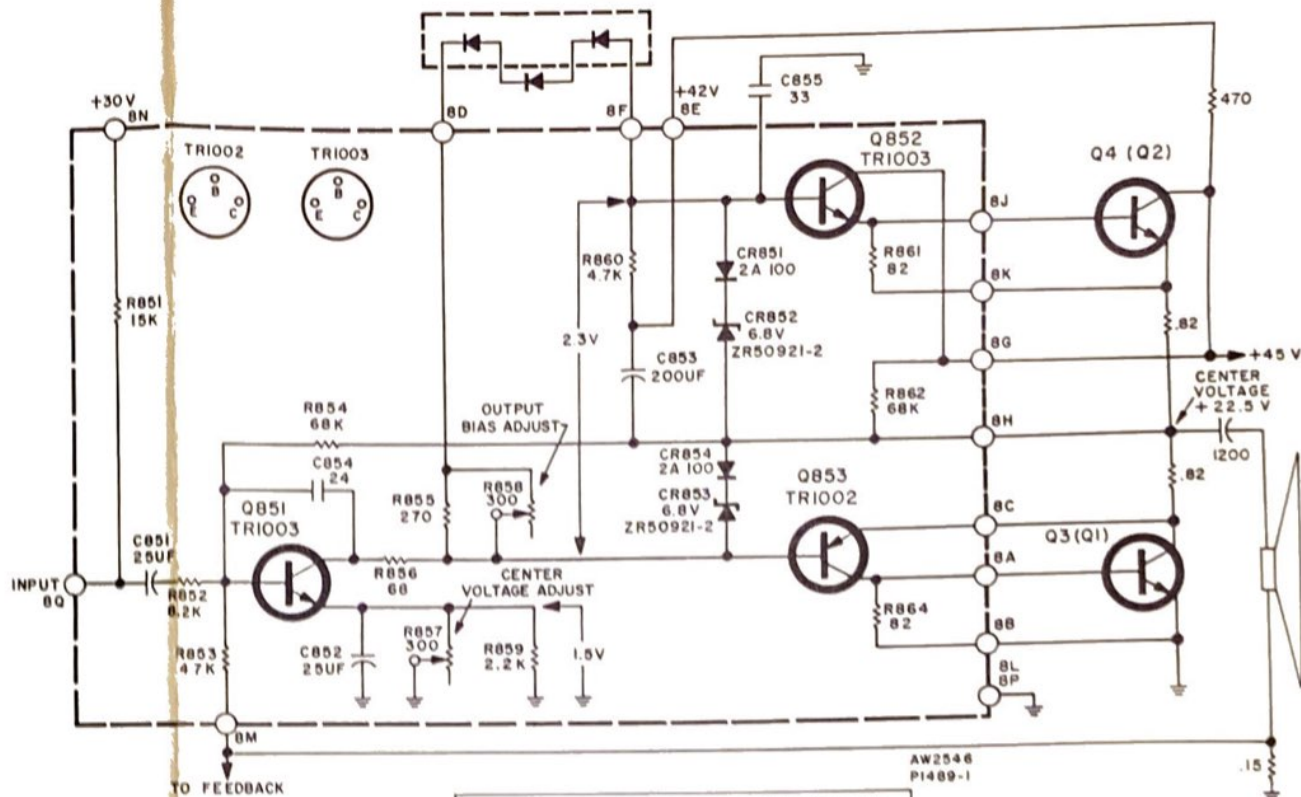 +30V
8N
8D
8F
+42V
8E
C855
33
470
TR1002
TR1003
B
E
C
B
E
C
Q852
TR1003
Q4 (Q2)
8J
R851
15K
R860
4.7K
CR851
2A 100
R861
82
8K
.82
2.3V
CR852
6.8V
ZR50921-2
8G
+45V
C853
200UF
R862
68K
CENTER
VOLTAGE
+22.5 V
R854
68K
OUTPUT
BIAS ADJUST
8H
1200
C854
24
CR854
2A 100
Q853
TR1002
.82
Q851
TR1003
R855
270
R858
300
CR853
6.8V
ZR50921-2
8C
C851
25UF
8A
Q3(Q1)
INPUT
8Q
R852
8.2K
R856
68
CENTER
VOLTAGE ADJUST
R864
82
8B
R853
47K
C852
25UF
R857
300
R859
2.2K
1.5V
8L
8P
8M
AW2546
P1489-1
.15
TO FEEDBACK